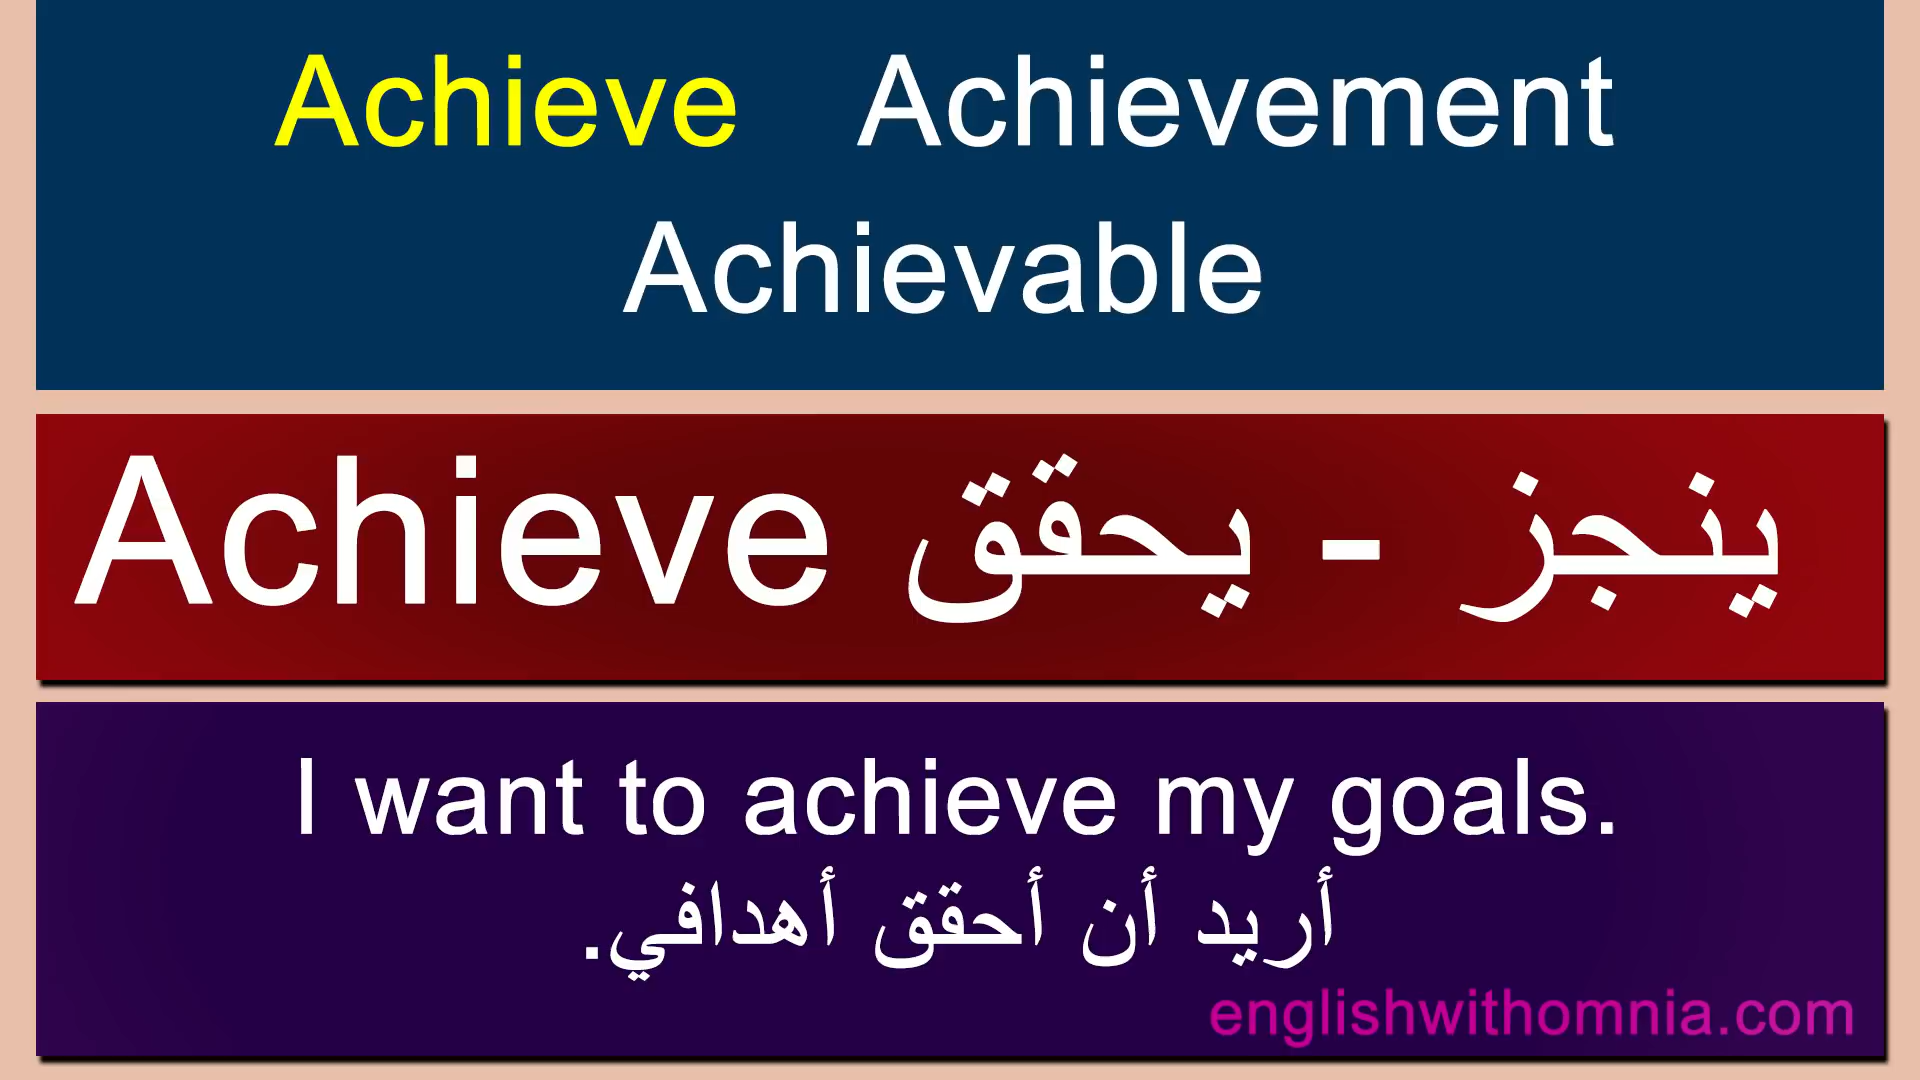 Achieve Achievement
Achievable
Achieve ينجز - يحقق
I want to achieve my goals.
أريد أن أحقق أهدافي.
englishwithomnia.com